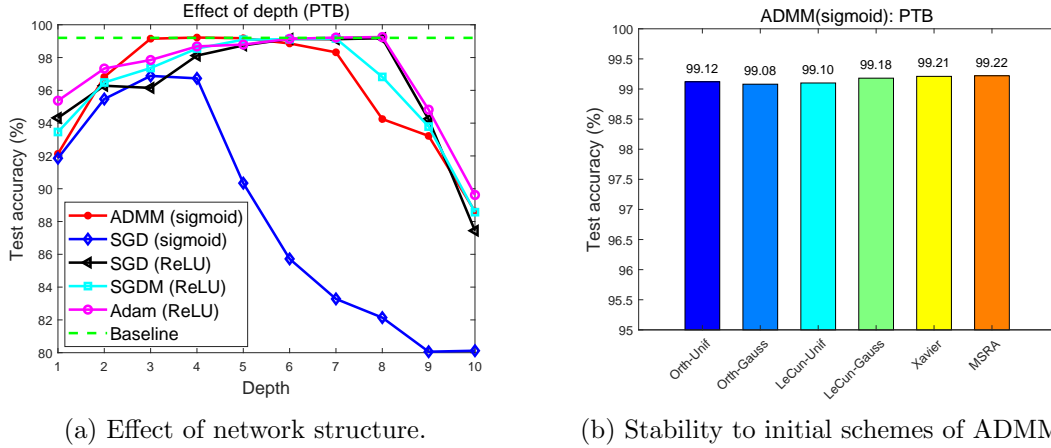 Effect of depth (PTB)
Test accuracy (%)
100
98
96
94
92
90
88
86
84
82
80
ADMM (sigmoid)
SGD (sigmoid)
SGD (ReLU)
SGDM (ReLU)
Adam (ReLU)
Baseline
1 2 3 4 5 6 7 8 9 10
Depth
(a) Effect of network structure.
ADMM(sigmoid): PTB
Test accuracy (%)
100
99.5
99
98.5
98
97.5
97
96.5
96
95.5
95
99.12 99.08 99.10 99.18 99.21 99.22
Orth-Unif
Orth-Gauss
LeCun-Unif
LeCun-Gauss
Xavier
MSRA
(b) Stability to initial schemes of ADMM